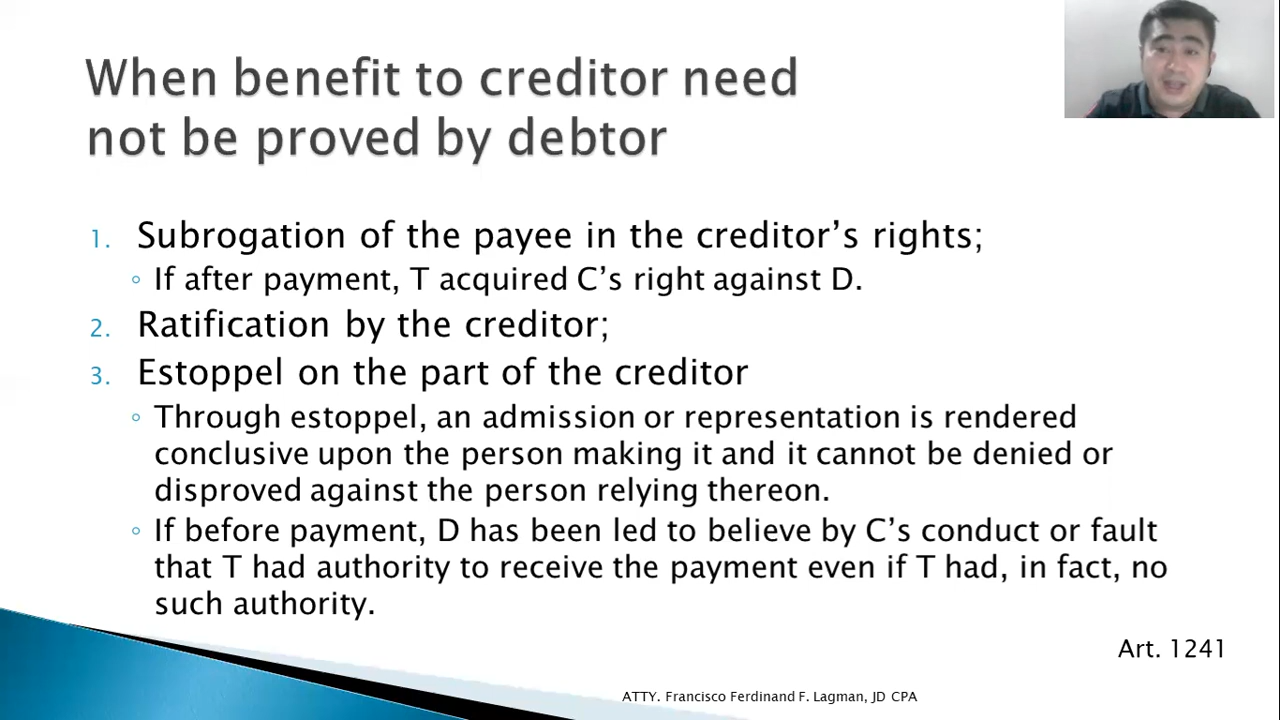 When benefit to creditor need
not be proved by debtor
1. Subrogation of the payee in the creditor's rights;
◦ If after payment, T acquired C's right against D.
2. Ratification by the creditor;
3. Estoppel on the part of the creditor
◦ Through estoppel, an admission or representation is rendered
conclusive upon the person making it and it cannot be denied or
disproved against the person relying thereon.
◦ If before payment, D has been led to believe by C's conduct or fault
that T had authority to receive the payment even if T had, in fact, no
such authority.
Art. 1241
ATTY. Francisco Ferdinand F. Lagman, JD CPA